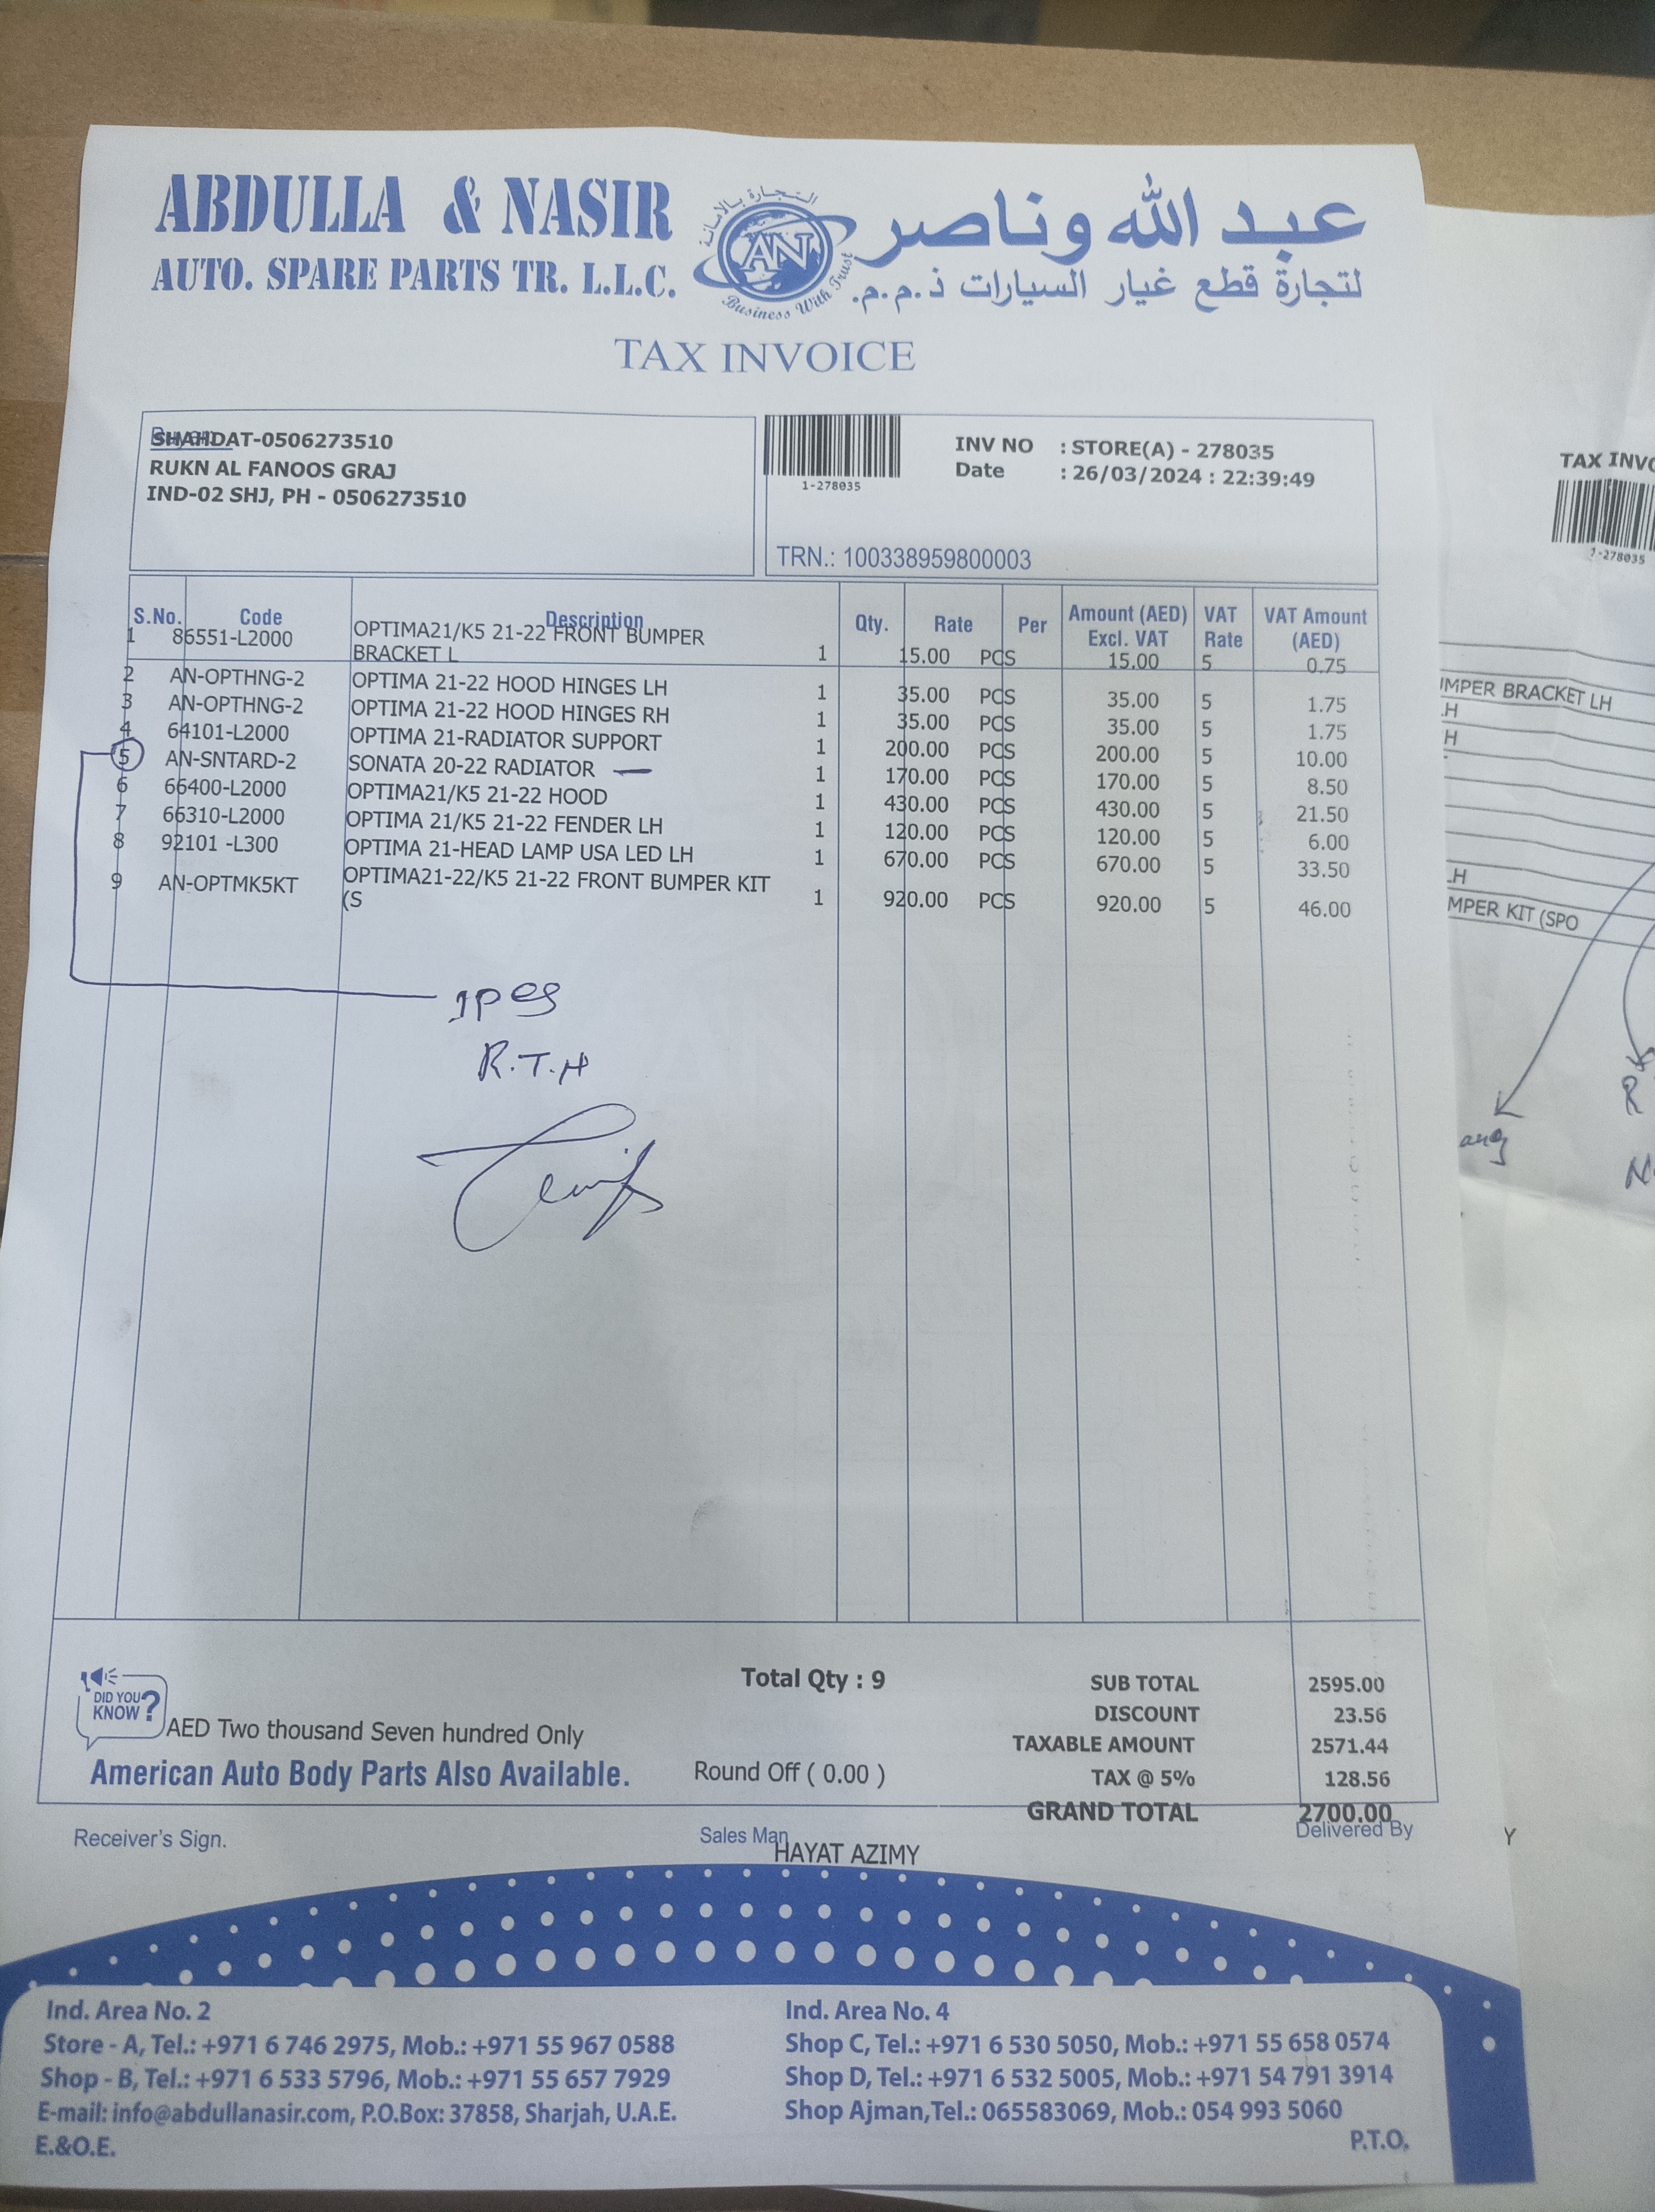 ABDULLA & NASIR
AUTO. SPARE PARTS TR. L.L.C.
التجارة بالأمانة
AN
Business With Trust
عبد الله وناصر
لتجارة قطع غيار السيارات ذ.م.م.
TAX INVOICE
Buyer:
SHAHDAT-0506273510
RUKN AL FANOOS GRAJ
IND-02 SHJ, PH - 0506273510
1-278035
INV NO : STORE(A) - 278035
Date : 26/03/2024 : 22:39:49
TRN.: 100338959800003
S.No. Code Description Qty. Rate Per Amount (AED) Excl. VAT VAT Rate VAT Amount (AED)
1 86551-L2000 OPTIMA21/K5 21-22 FRONT BUMPER
BRACKET L 1 15.00 PCS 15.00 5 0.75
2 AN-OPTHNG-2 OPTIMA 21-22 HOOD HINGES LH 1 35.00 PCS 35.00 5 1.75
3 AN-OPTHNG-2 OPTIMA 21-22 HOOD HINGES RH 1 35.00 PCS 35.00 5 1.75
4 64101-L2000 OPTIMA 21-RADIATOR SUPPORT 1 200.00 PCS 200.00 5 10.00
5 AN-SNTARD-2 SONATA 20-22 RADIATOR 1 170.00 PCS 170.00 5 8.50
6 66400-L2000 OPTIMA21/K5 21-22 HOOD 1 430.00 PCS 430.00 5 21.50
7 66310-L2000 OPTIMA 21/K5 21-22 FENDER LH 1 120.00 PCS 120.00 5 6.00
8 92101 -L300 OPTIMA 21-HEAD LAMP USA LED LH 1 670.00 PCS 670.00 5 33.50
9 AN-OPTMK5KT OPTIMA21-22/K5 21-22 FRONT BUMPER KIT
(S 1 920.00 PCS 920.00 5 46.00
R.T.H
Total Qty : 9
SUB TOTAL 2595.00
DISCOUNT 23.56
TAXABLE AMOUNT 2571.44
TAX @ 5% 128.56
GRAND TOTAL 2700.00
DID YOU KNOW?
AED Two thousand Seven hundred Only
American Auto Body Parts Also Available.
Round Off ( 0.00 )
Receiver's Sign.
Sales Man
HAYAT AZIMY
Delivered By
Ind. Area No. 2
Store - A, Tel.: +971 6 746 2975, Mob.: +971 55 967 0588
Shop - B, Tel.: +971 6 533 5796, Mob.: +971 55 657 7929
E-mail: info@abdullanasir.com, P.O.Box: 37858, Sharjah, U.A.E.
E.&O.E.
Ind. Area No. 4
Shop C, Tel.: +971 6 530 5050, Mob.: +971 55 658 0574
Shop D, Tel.: +971 6 532 5005, Mob.: +971 54 791 3914
Shop Ajman,Tel.: 065583069, Mob.: 054 993 5060
P.T.O.
TAX INVO
1-278035
UMPER BRACKET LH
LH
H
LH
MPER KIT (SPO
R
N
Y